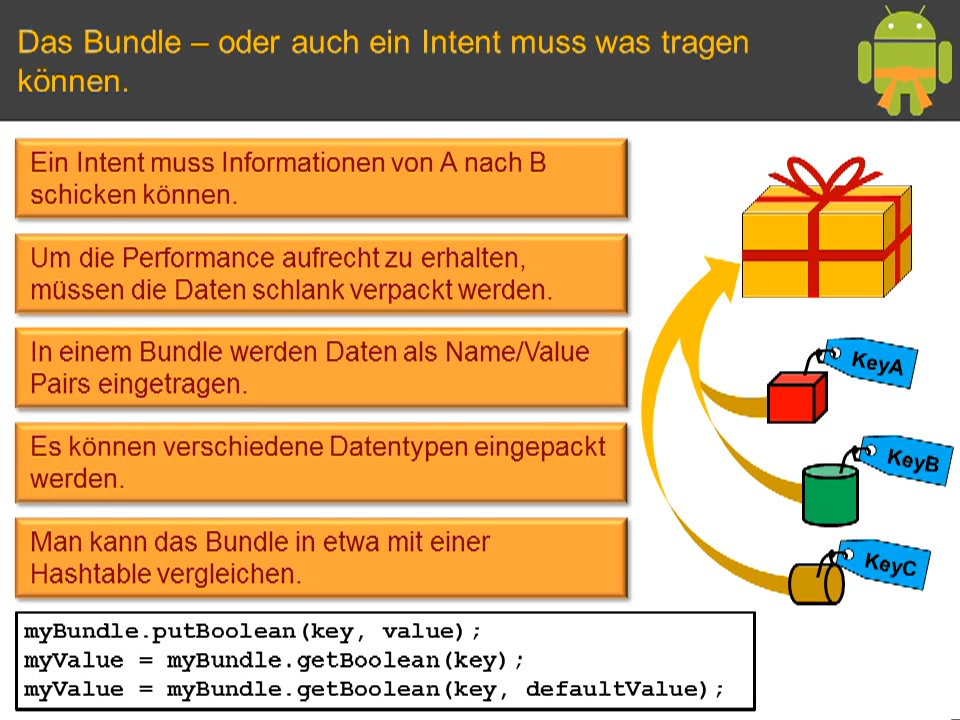 Das Bundle – oder auch ein Intent muss was tragen
können.
Ein Intent muss Informationen von A nach B
schicken können.
Um die Performance aufrecht zu erhalten,
müssen die Daten schlank verpackt werden.
In einem Bundle werden Daten als Name/Value
Pairs eingetragen.
Es können verschiedene Datentypen eingepackt
werden.
Man kann das Bundle in etwa mit einer
Hashtable vergleichen.
KeyA
KeyB
KeyC
myBundle.putBoolean(key, value);
myValue = myBundle.getBoolean(key);
myValue = myBundle.getBoolean(key, defaultValue);